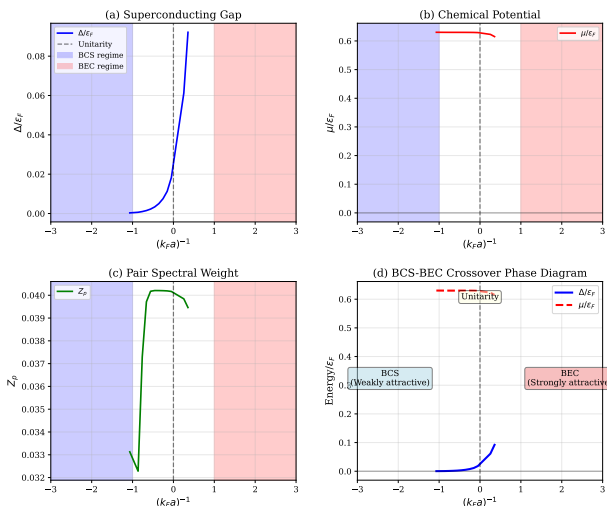 (a) Superconducting Gap
Δ/ε_F
Unitarity
BCS regime
BEC regime
0.08
0.06
0.04
0.02
0.00
Δ/ε_F
−3 −2 −1 0 1 2 3
(k_Fa)⁻¹
(b) Chemical Potential
μ/ε_F
0.6
0.5
0.4
0.3
0.2
0.1
0.0
μ/ε_F
−3 −2 −1 0 1 2 3
(k_Fa)⁻¹
(c) Pair Spectral Weight
Z_p
0.040
0.039
0.038
0.037
0.036
0.035
0.034
0.033
0.032
Z_p
−3 −2 −1 0 1 2 3
(k_Fa)⁻¹
(d) BCS-BEC Crossover Phase Diagram
Δ/ε_F
μ/ε_F
Unitarity
BCS
(Weakly attractive)
BEC
(Strongly attractive
0.6
0.5
0.4
0.3
0.2
0.1
0.0
Energy/ε_F
−3 −2 −1 0 1 2 3
(k_Fa)⁻¹